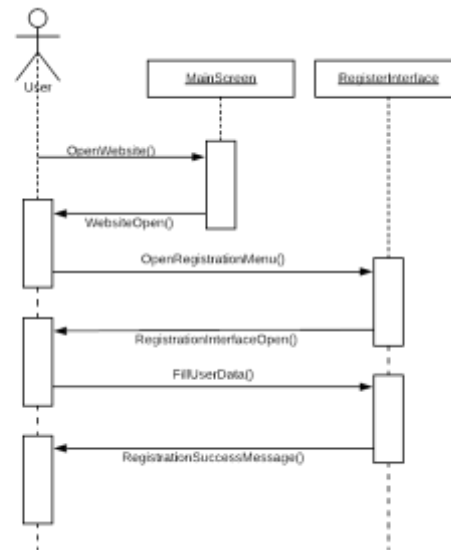 User
MainScreen
RegisterInterface
OpenWebsite()
WebsiteOpen()
OpenRegistrationMenu()
RegistrationInterfaceOpen()
FillUserData()
RegistrationSuccessMessage()